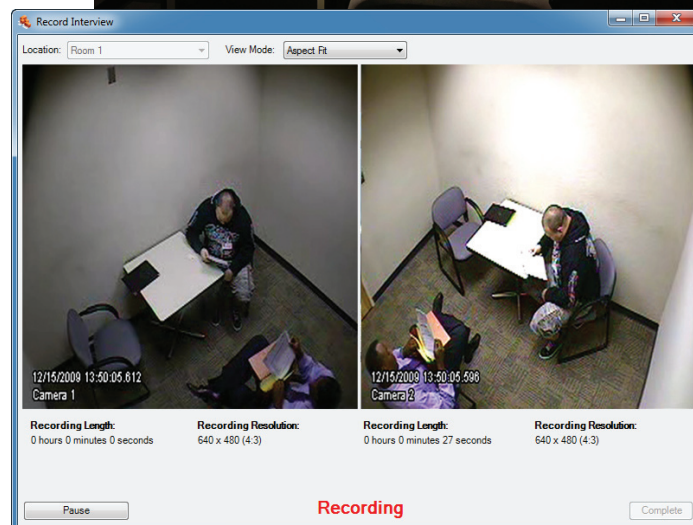 Record Interview
Location: Room 1 View Mode: Aspect Fit
12/15/2009 13:50:05.612
Camera 1
12/15/2009 13:50:05.596
Camera 2
Recording Length: Recording Resolution: Recording Length: Recording Resolution:
0 hours 0 minutes 0 seconds 640 x 480 (4:3) 0 hours 0 minutes 27 seconds 640 x 480 (4:3)
Pause Recording Complete